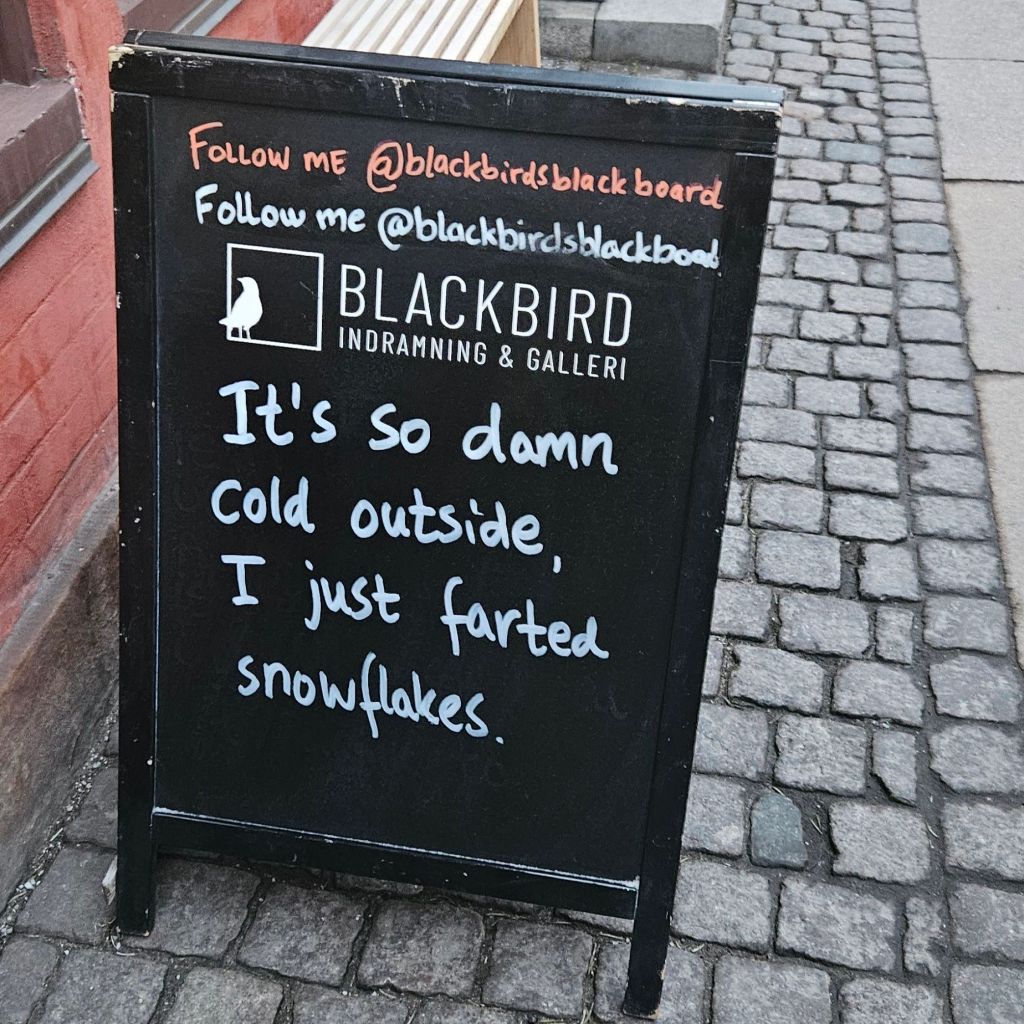 Follow me @blackbirdsblackboard
Follow me @blackbirdsblackboad
BLACKBIRD
INDRAMNING & GALLERI
It's so damn
cold outside,
I just farted
snowflakes.